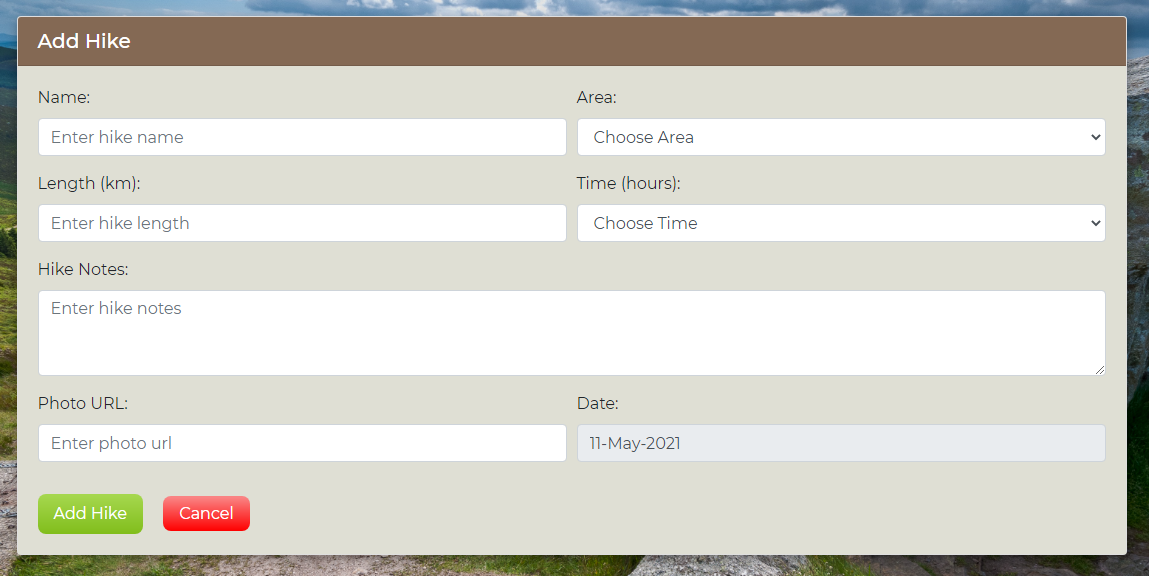 Add Hike
Name:
Area:
Enter hike name
Choose Area
Length (km):
Time (hours):
Enter hike length
Choose Time
Hike Notes:
Enter hike notes
Photo URL:
Date:
Enter photo url
11-May-2021
Add Hike
Cancel